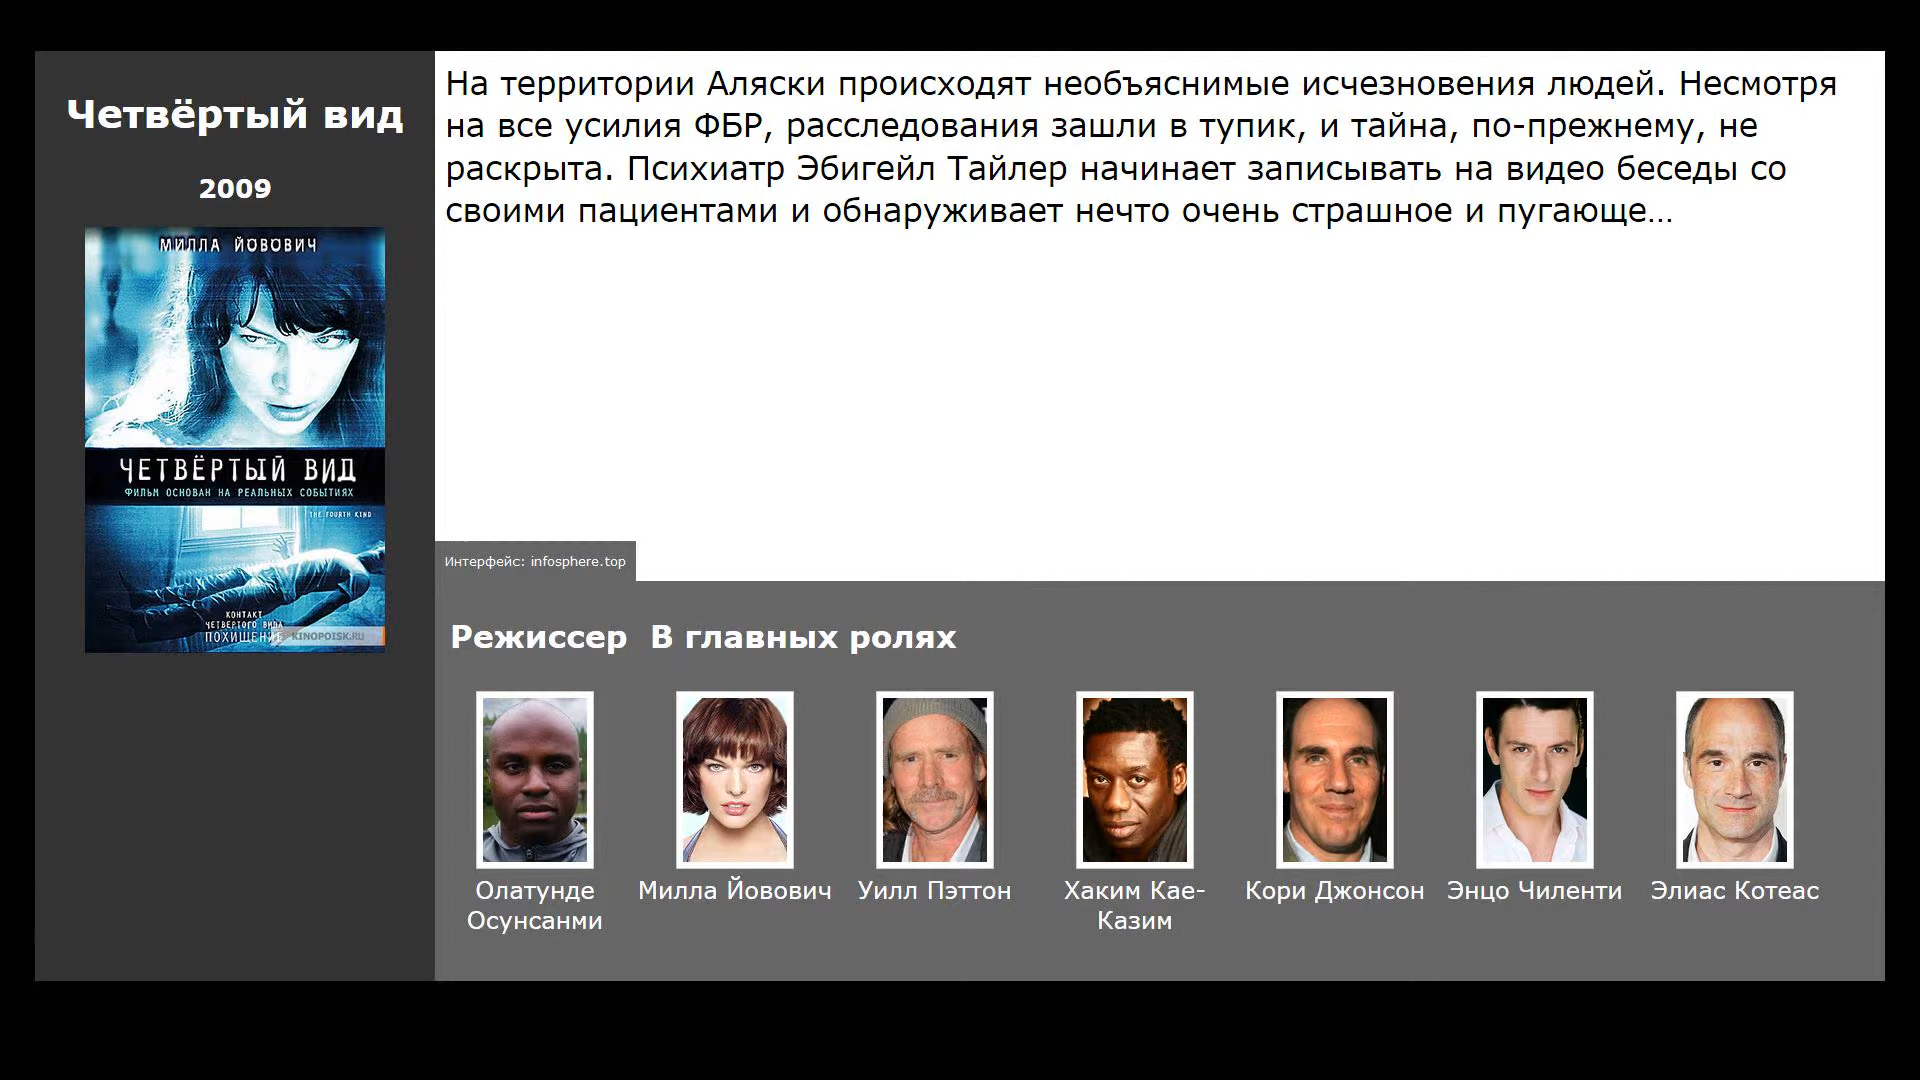 Четвёртый вид
2009
МИЛЛА ЙОВОВИЧ
ЧЕТВЁРТЫЙ ВИД
ФИЛЬМ ОСНОВАН НА РЕАЛЬНЫХ СОБЫТИЯХ
THE FOURTH KIND
КОНТАКТ
ЧЕТВЕРТОГО ВИДА
ПОХИЩЕНИЕ
KINOPOISK.RU
На территории Аляски происходят необъяснимые исчезновения людей. Несмотря
на все усилия ФБР, расследования зашли в тупик, и тайна, по-прежнему, не
раскрыта. Психиатр Эбигейл Тайлер начинает записывать на видео беседы со
своими пациентами и обнаруживает нечто очень страшное и пугающе…
Интерфейс: infosphere.top
Режиссер В главных ролях
Олатунде
Осунсанми
Милла Йовович
Уилл Пэттон
Хаким Кае-
Казим
Кори Джонсон
Энцо Чиленти
Элиас Котеас